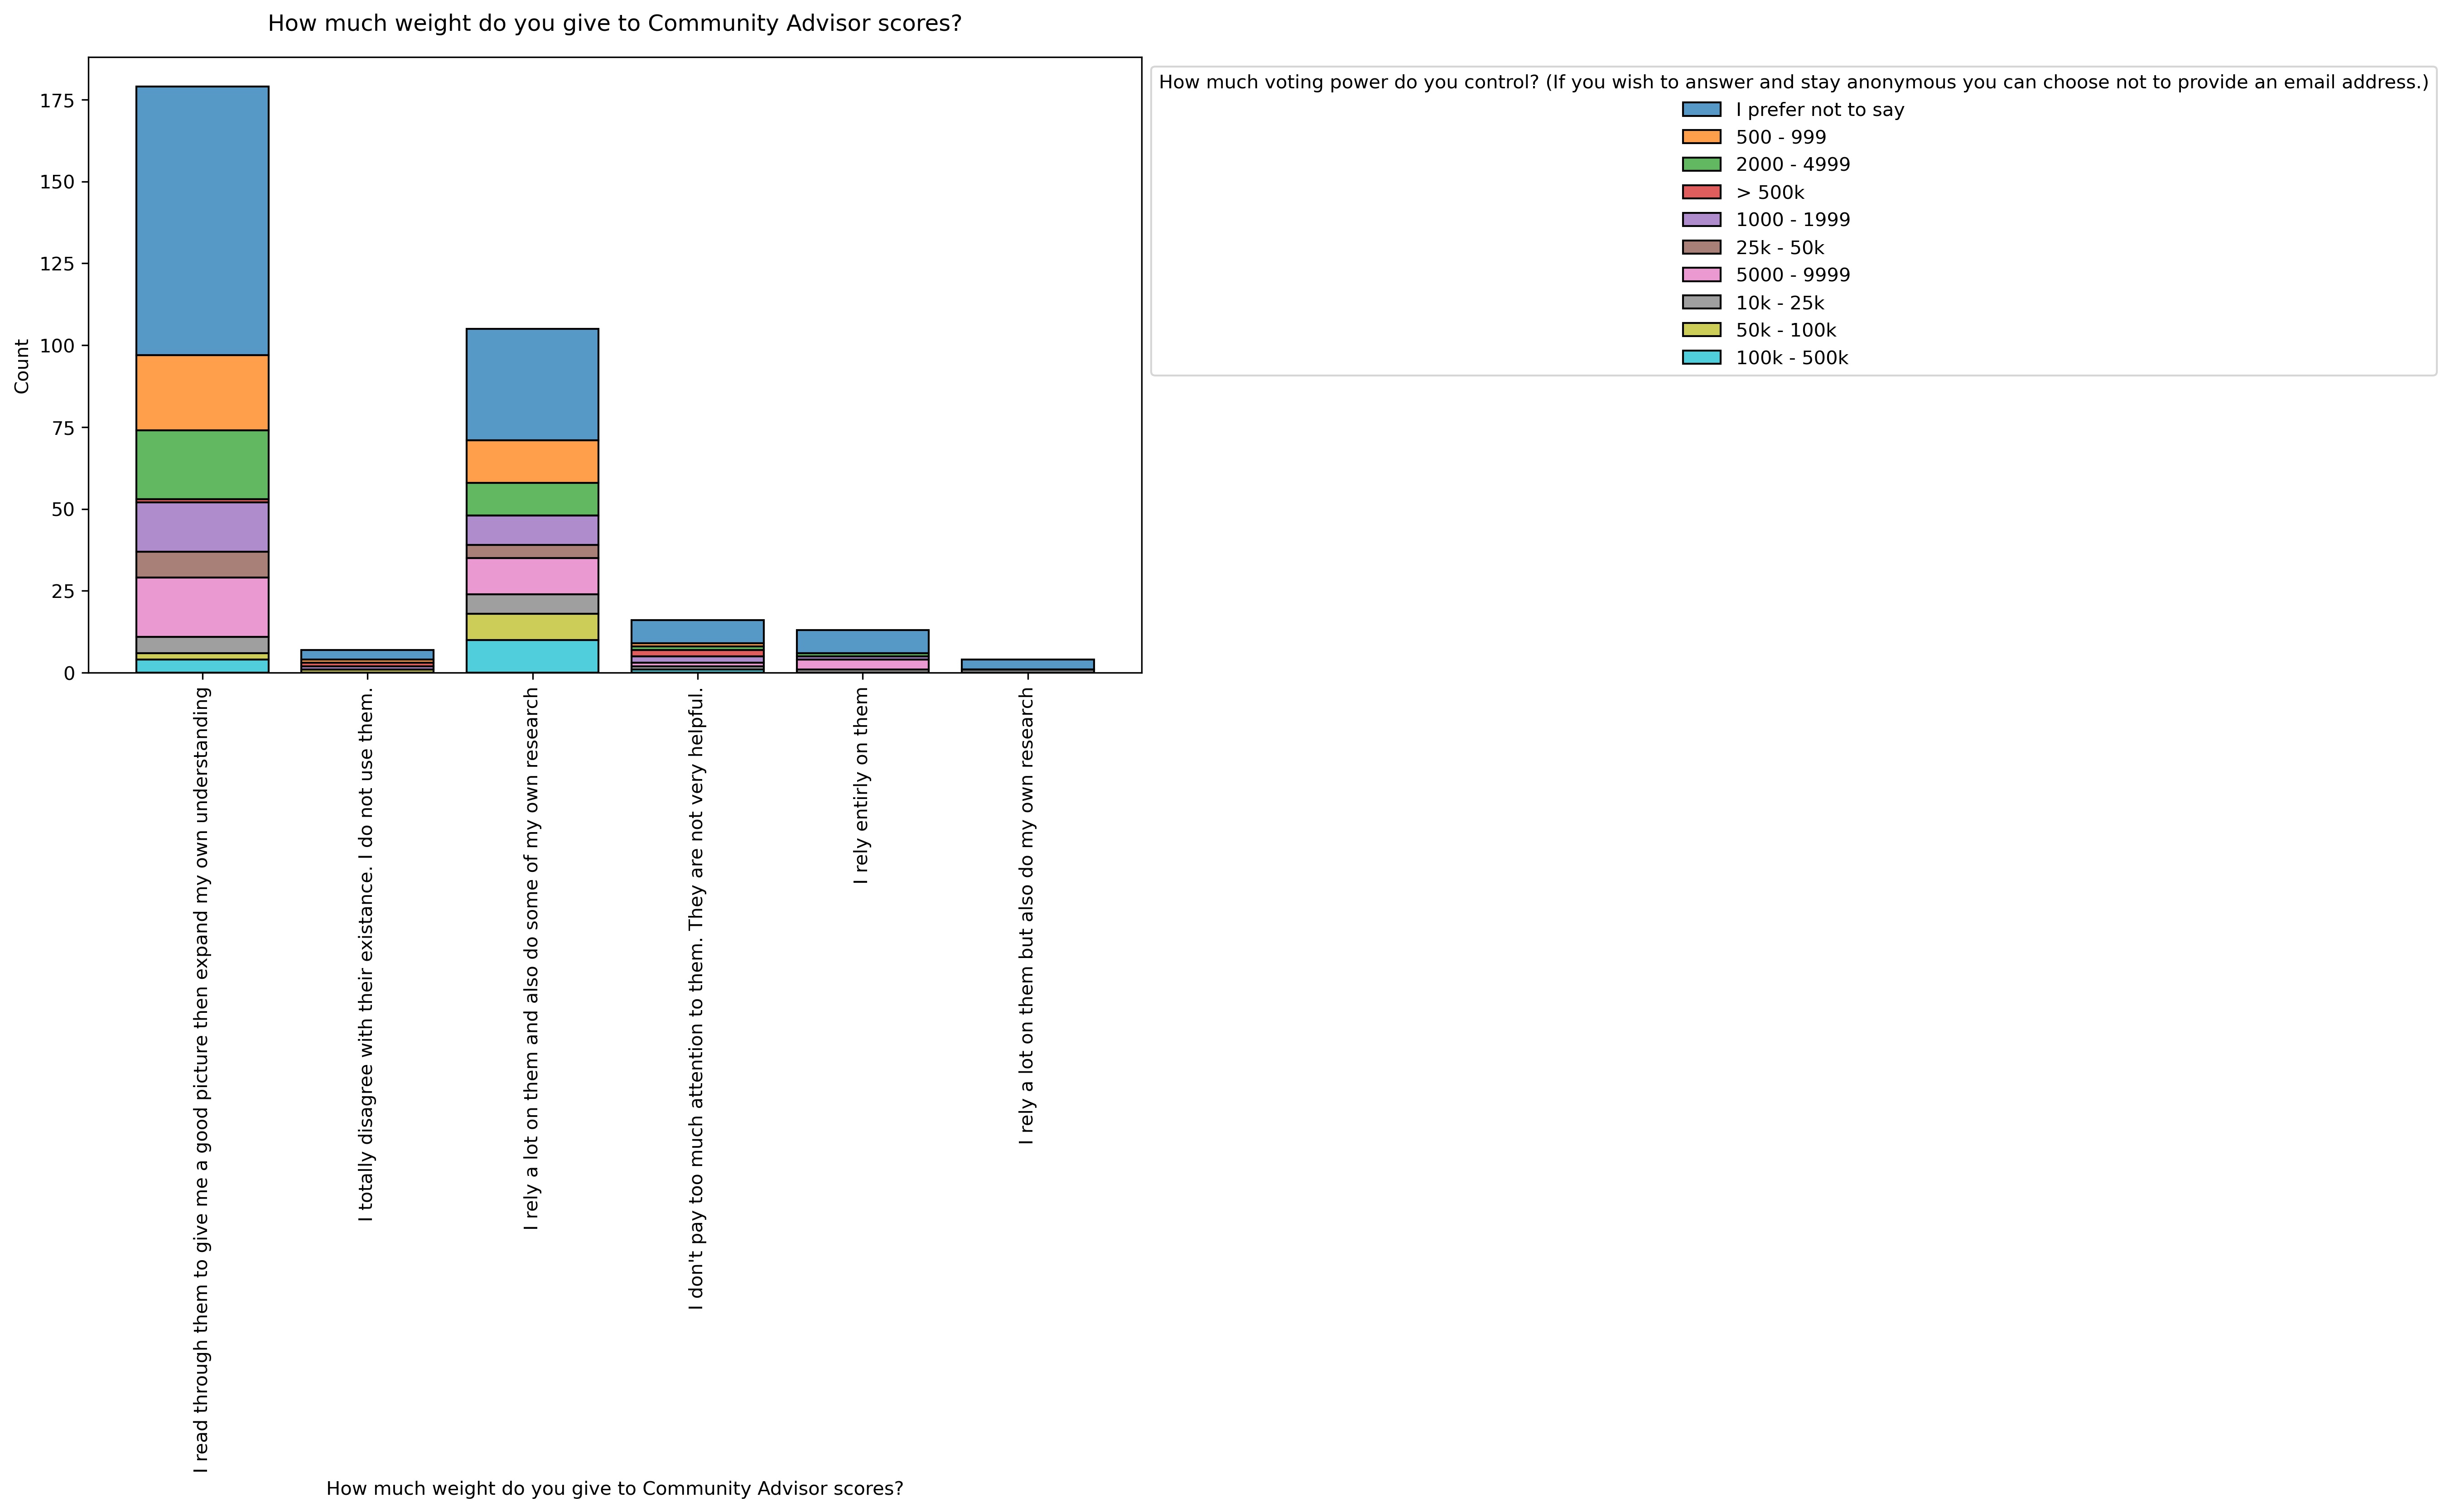 How much weight do you give to Community Advisor scores?
How much voting power do you control? (If you wish to answer and stay anonymous you can choose not to provide an email address.)
I prefer not to say
500 - 999
2000 - 4999
> 500k
1000 - 1999
25k - 50k
5000 - 9999
10k - 25k
50k - 100k
100k - 500k
Count
175
150
125
100
75
50
25
0
I read through them to give me a good picture then expand my own understanding
I totally disagree with their existance. I do not use them.
I rely a lot on them and also do some of my own research
I don't pay too much attention to them. They are not very helpful.
I rely entirly on them
I rely a lot on them but also do my own research
How much weight do you give to Community Advisor scores?